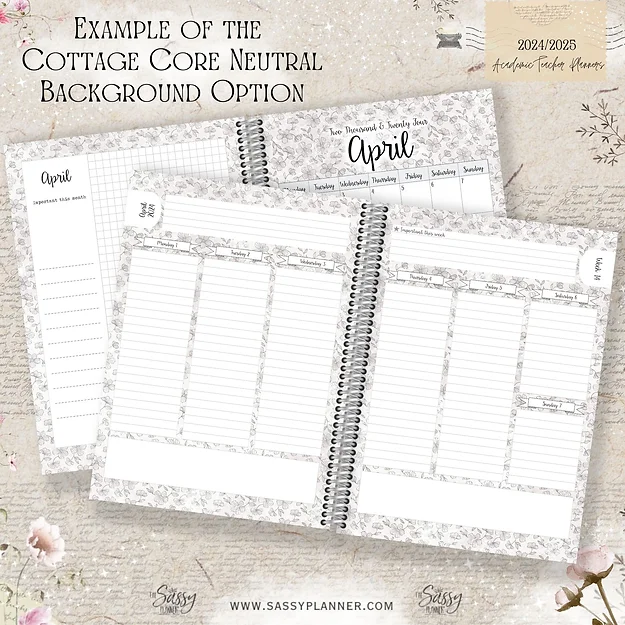 Example of the
Cottage Core Neutral
Background Option
2024/2025
Academic Teacher Planners
Two Thousand & Twenty Four
April
Monday Tuesday Wednesday Thursday Friday Saturday Sunday
4 5 6 7
April
Important this month
April
2024
Important this week
Week 14
Monday 1
Tuesday 2
Wednesday 3
Thursday 4
Friday 5
Saturday 6
Sunday 7
The
Sassy
Planner
www.sassyplanner.com
The
Sassy
Planner